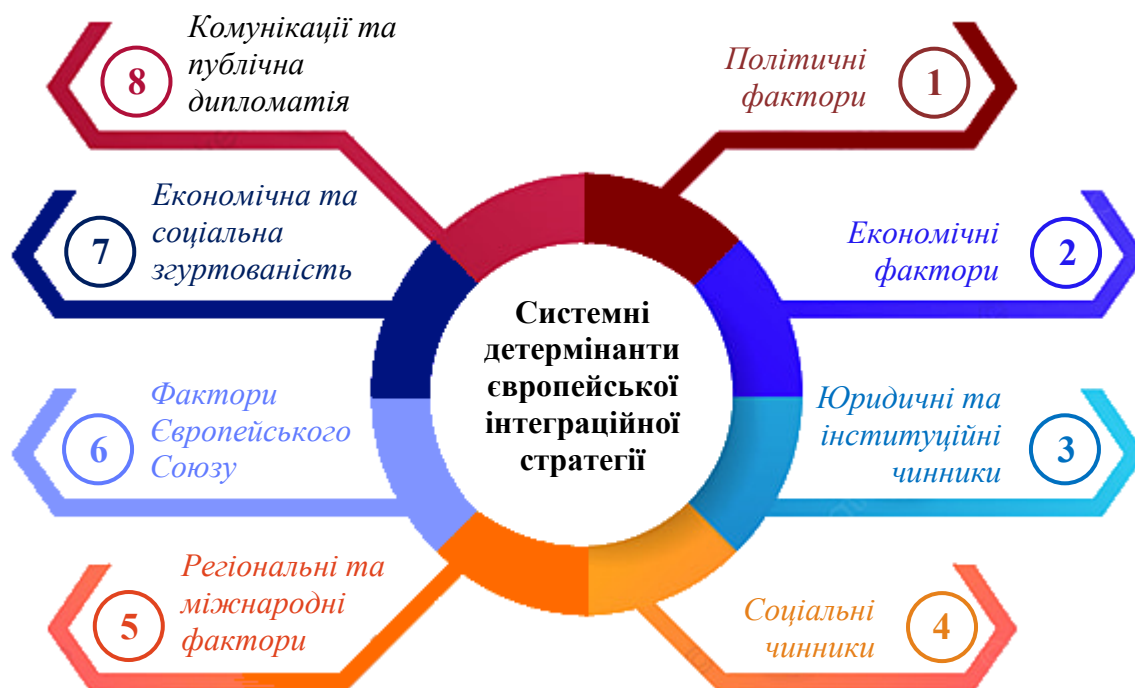 Системні
детермінанти
європейської
інтеграційної
стратегії
1
Політичні
фактори
2
Економічні
фактори
3
Юридичні та
інституційні
чинники
4
Соціальні
чинники
5
Регіональні та
міжнародні
фактори
6
Фактори
Європейського
Союзу
7
Економічна та
соціальна
згуртованість
8
Комунікації та
публічна
дипломатія